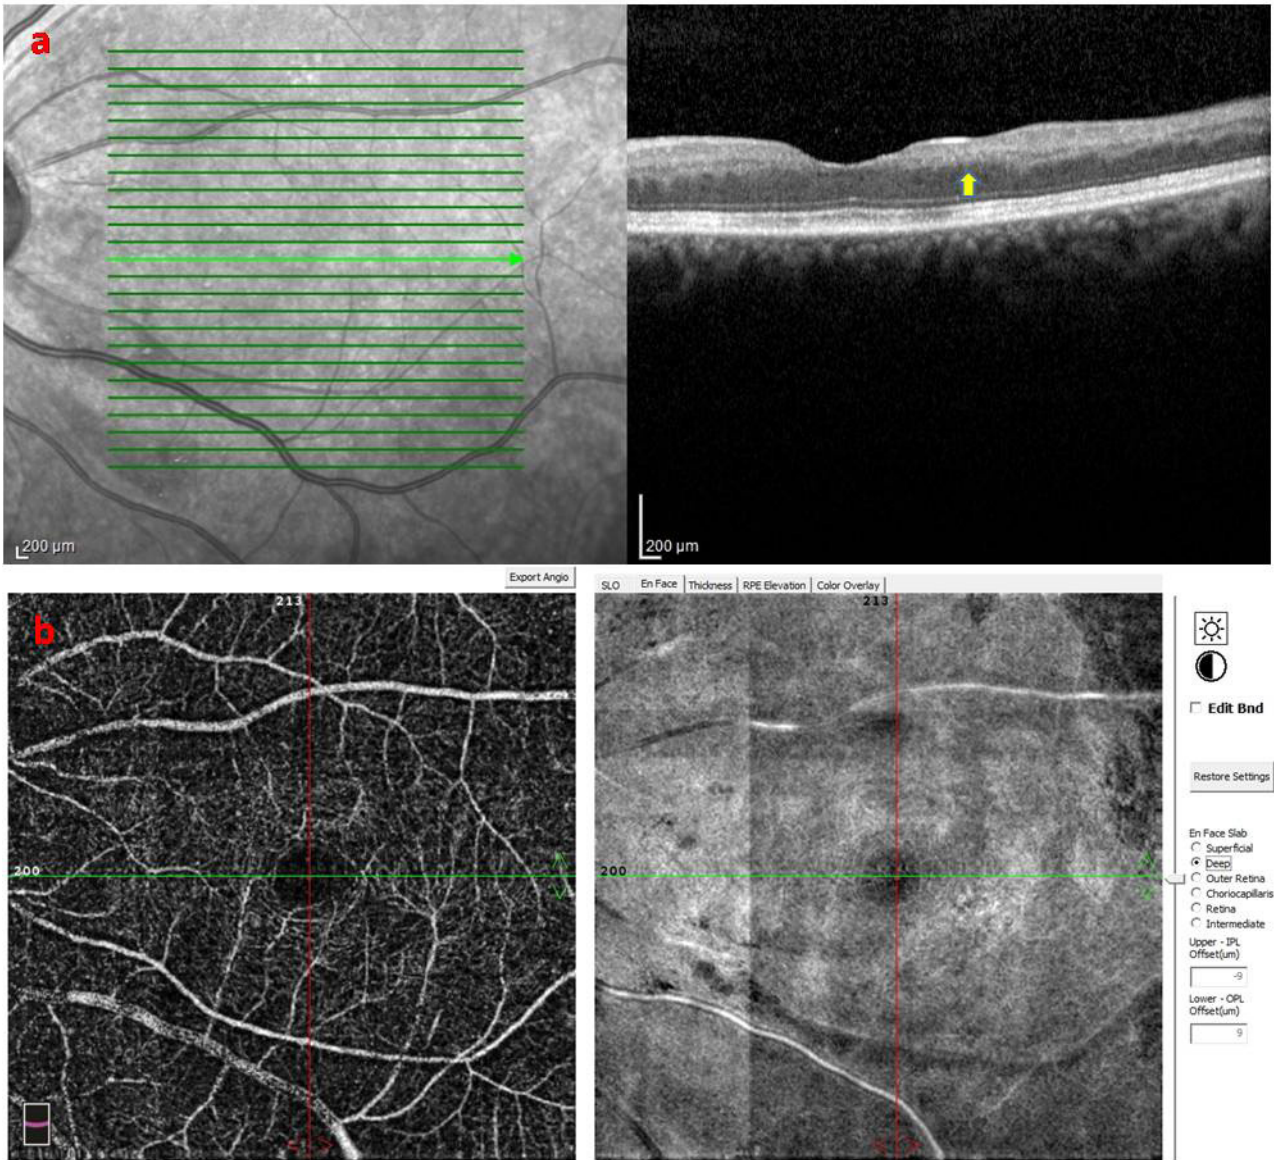 a
200 µm
200 µm
Export Angio
SLO
En Face
Thickness
RPE Elevation
Color Overlay
b
213
213
200
200
Edit Bnd
Restore Settings
En Face Slab
Superficial
Deep
Outer Retina
Choriocapillaris
Retina
Intermediate
Upper - IPL
Offset(um)
-9
Lower - OPL
Offset(um)
9